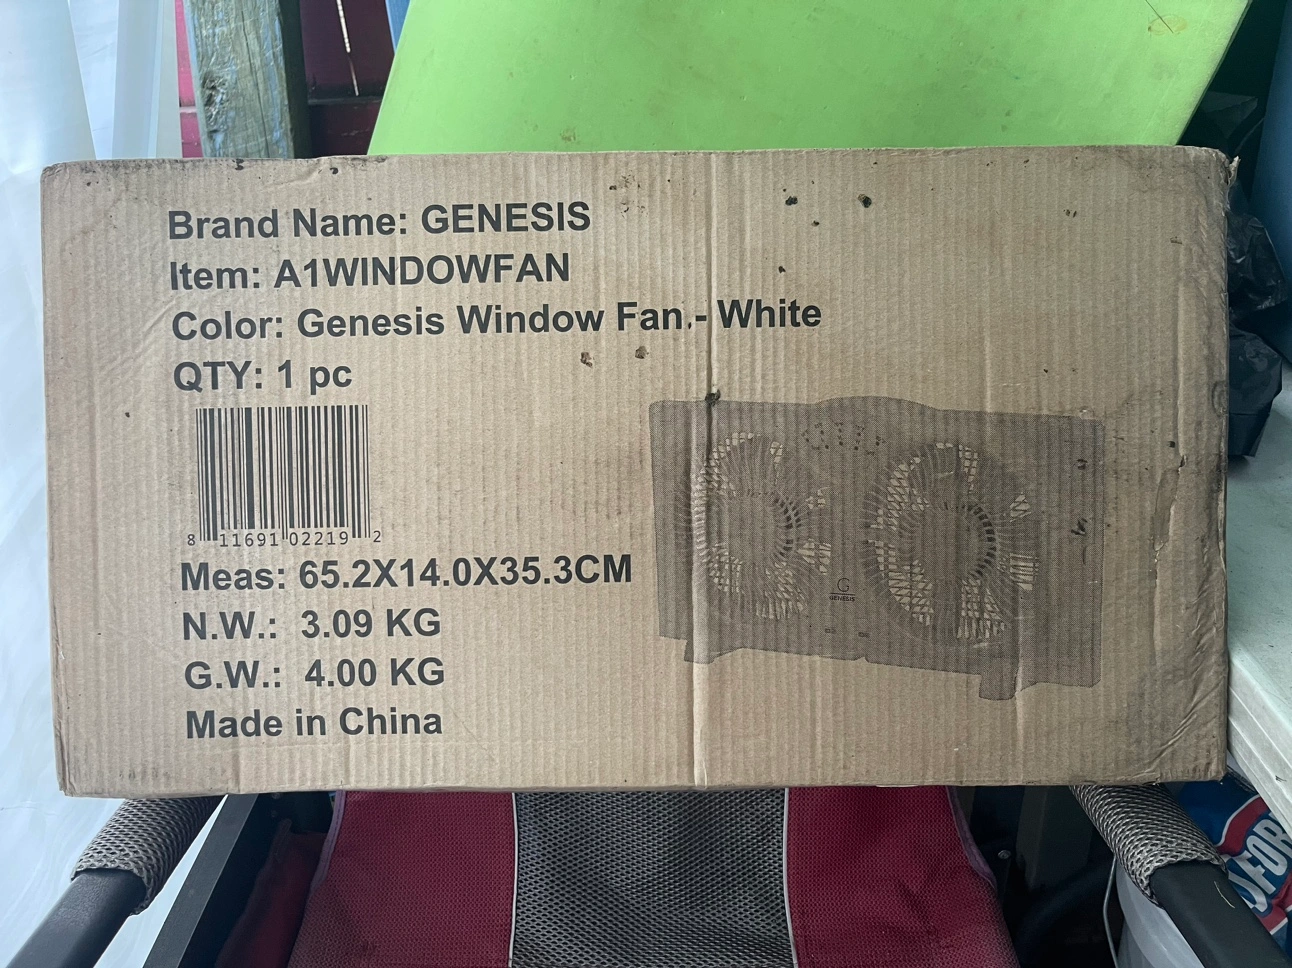 Brand Name: GENESIS
Item: A1WINDOWFAN
Color: Genesis Window Fan.- White
QTY: 1 pc
8 11691 02219 2
Meas: 65.2X14.0X35.3CM
N.W.: 3.09 KG
G.W.: 4.00 KG
Made in China
G
GENESIS